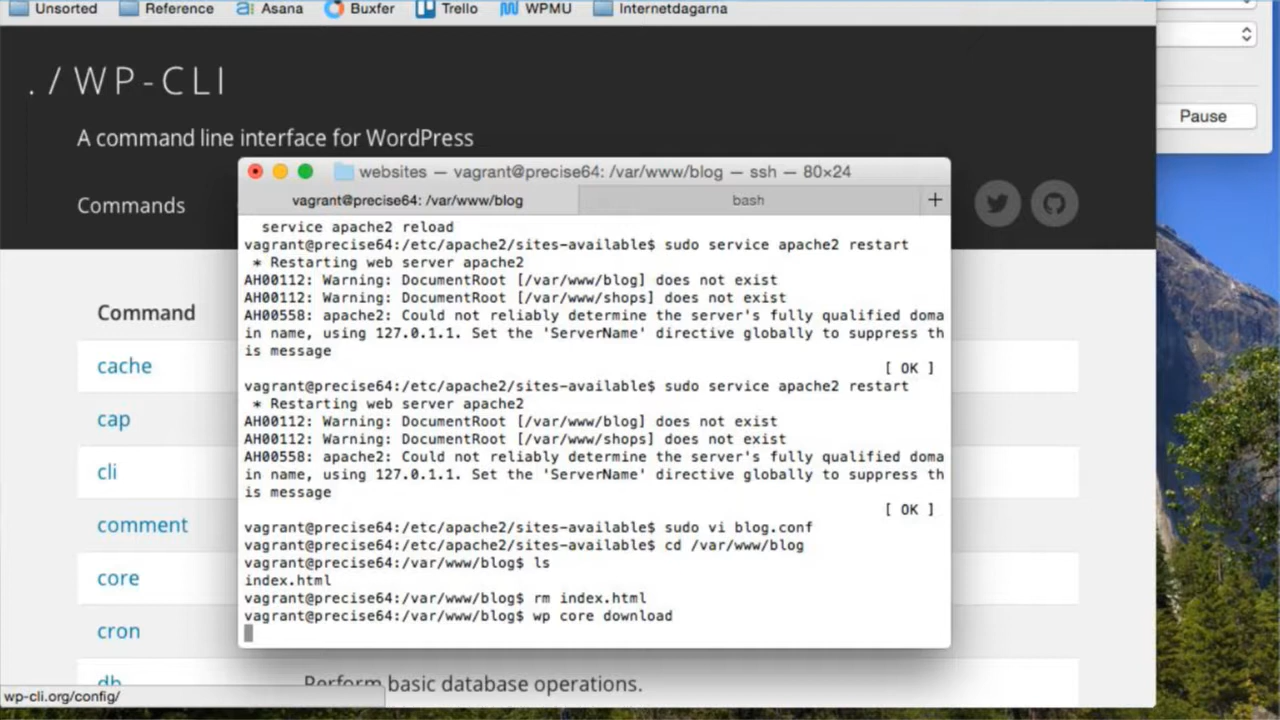 Unsorted Reference Asana Buxfer Trello WPMU Internetdagarna
./WP-CLI
A command line interface for WordPress
Pause
Commands
websites — vagrant@precise64: /var/www/blog — ssh — 80×24
vagrant@precise64: /var/www/blog bash +
service apache2 reload
vagrant@precise64:/etc/apache2/sites-available$ sudo service apache2 restart
* Restarting web server apache2
AH00112: Warning: DocumentRoot [/var/www/blog] does not exist
AH00112: Warning: DocumentRoot [/var/www/shops] does not exist
AH00558: apache2: Could not reliably determine the server's fully qualified doma
in name, using 127.0.1.1. Set the 'ServerName' directive globally to suppress th
is message
[ OK ]
vagrant@precise64:/etc/apache2/sites-available$ sudo service apache2 restart
* Restarting web server apache2
AH00112: Warning: DocumentRoot [/var/www/blog] does not exist
AH00112: Warning: DocumentRoot [/var/www/shops] does not exist
AH00558: apache2: Could not reliably determine the server's fully qualified doma
in name, using 127.0.1.1. Set the 'ServerName' directive globally to suppress th
is message
[ OK ]
vagrant@precise64:/etc/apache2/sites-available$ sudo vi blog.conf
vagrant@precise64:/etc/apache2/sites-available$ cd /var/www/blog
vagrant@precise64:/var/www/blog$ ls
index.html
vagrant@precise64:/var/www/blog$ rm index.html
vagrant@precise64:/var/www/blog$ wp core download
Command
cache
cap
cli
comment
core
cron
db
Perform basic database operations.
wp-cli.org/config/